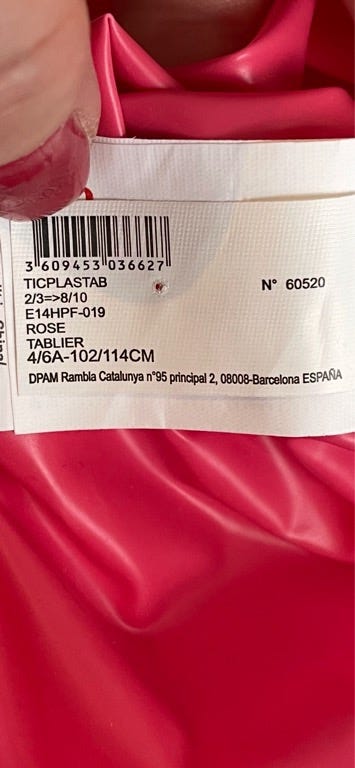 3 609453 036627
TICPLASTAB
N° 60520
2/3=>8/10
E14HPF-019
ROSE
TABLIER
4/6A-102/114CM
DPAM Rambla Catalunya n°95 principal 2, 08008-Barcelona ESPAÑA